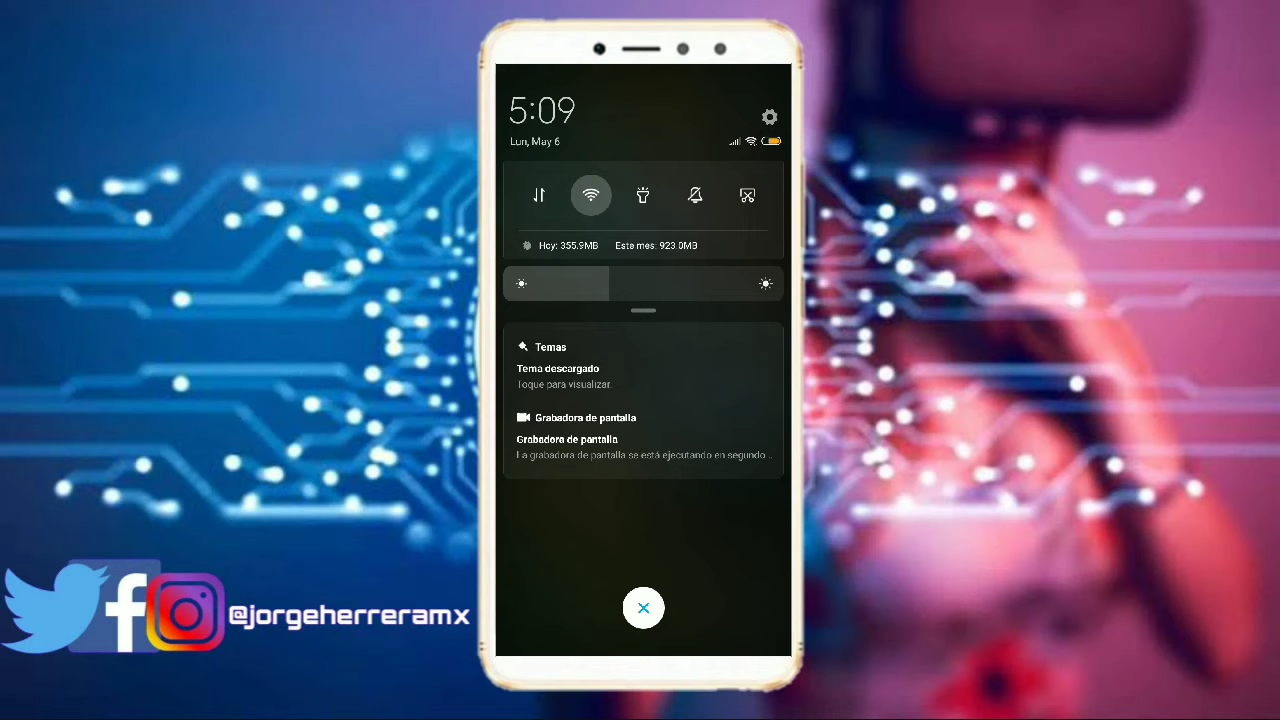 5:09
Lun, May 6
Hoy: 355,9MB Este mes: 923,0MB
Temas
Tema descargado
Toque para visualizar.
Grabadora de pantalla
Grabadora de pantalla
La grabadora de pantalla se está ejecutando en segundo ..
@jorgeherreramx